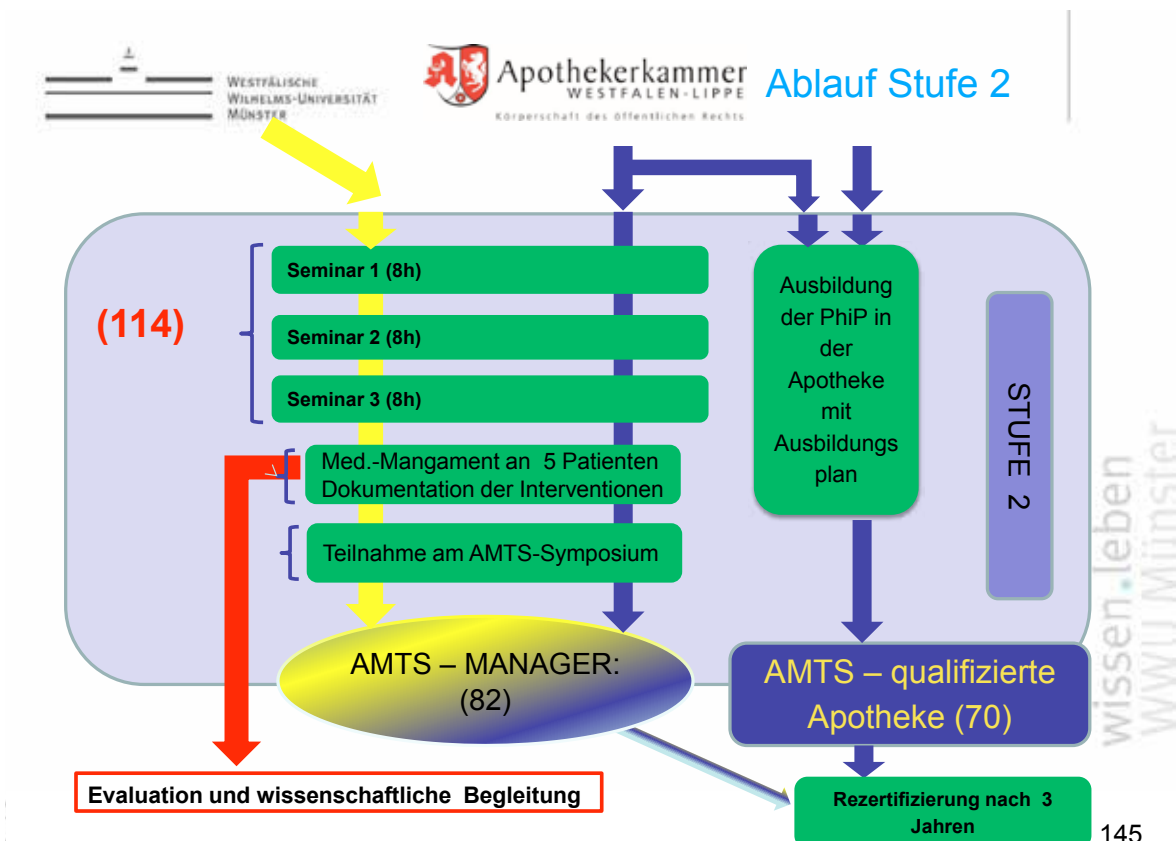 WESTFÄLISCHE
WILHELMS-UNIVERSITÄT
MÜNSTER
Apothekerkammer
WESTFALEN-LIPPE
Körperschaft des öffentlichen Rechts
Ablauf Stufe 2
(114)
Seminar 1 (8h)
Seminar 2 (8h)
Seminar 3 (8h)
Med.-Mangament an 5 Patienten
Dokumentation der Interventionen
Teilnahme am AMTS-Symposium
Ausbildung
der PhiP in
der
Apotheke
mit
Ausbildungs
plan
STUFE 2
AMTS – MANAGER:
(82)
AMTS – qualifizierte
Apotheke (70)
Evaluation und wissenschaftliche Begleitung
Rezertifizierung nach 3
Jahren
wissen.leben
WWU Münster
145